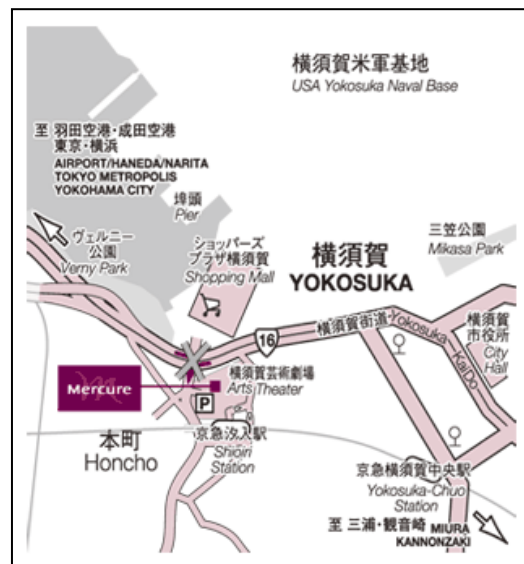 横須賀米軍基地
USA Yokosuka Naval Base
至 羽田空港・成田空港
東京・横浜
AIRPORT/HANEDA/NARITA
TOKYO METROPOLIS
YOKOHAMA CITY
埠頭
Pier
ヴェルニー
公園
Verny Park
ショッパーズ
プラザ横須賀
Shopping Mall
三笠公園
Mikasa Park
横須賀
YOKOSUKA
16
横須賀街道
Yokosuka-KaiDo
横須賀
市役所
City
Hall
横須賀芸術劇場
Arts Theater
Mercure
P
本町
Honcho
京急汐入駅
Shioiri
Station
京急横須賀中央駅
Yokosuka-Chuo
Station
至 三浦・観音崎 MIURA
KANNONZAKI